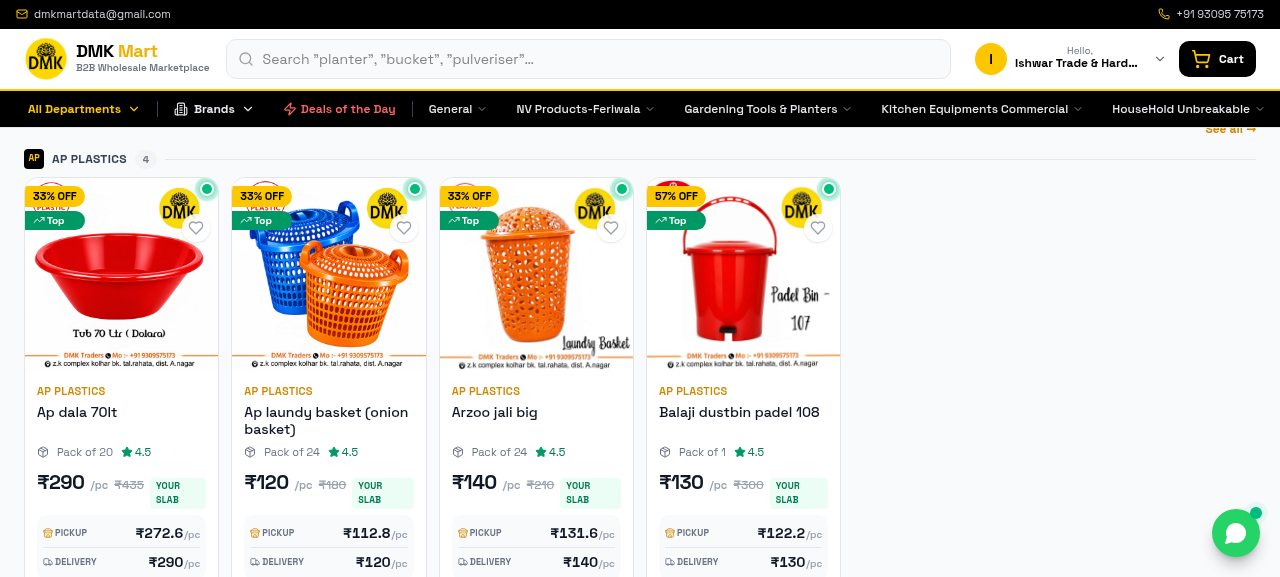 dmkmartdata@gmail.com
+91 93095 75173
DMK
DMK Mart
B2B Wholesale Marketplace
Search "planter", "bucket", "pulveriser"...
I
Hello,
Ishwar Trade & Hard...
Cart
All Departments
Brands
Deals of the Day
General
NV Products-Feriwala
Gardening Tools & Planters
Kitchen Equipments Commercial
HouseHold Unbreakable
See all →
AP
AP PLASTICS
4
33% OFF
Top
DMK
Tub 70 Ltr ( Dolara)
DMK Traders Mo :- +91 9309575173
z.k complex kolhar bk. tal.rahata, dist. A.nagar
AP PLASTICS
Ap dala 70lt
Pack of 20
4.5
₹290 /pc ₹435 YOUR SLAB
PICKUP ₹272.6/pc
DELIVERY ₹290/pc
33% OFF
Top
DMK
DMK Traders Mo :- +91 9309575173
z.k complex kolhar bk. tal.rahata, dist. A.nagar
AP PLASTICS
Ap laundy basket (onion
basket)
Pack of 24
4.5
₹120 /pc ₹180 YOUR SLAB
PICKUP ₹112.8/pc
DELIVERY ₹120/pc
33% OFF
Top
DMK
Laundry Basket
DMK Traders Mo :- +91 9309575173
z.k complex kolhar bk. tal.rahata, dist. A.nagar
AP PLASTICS
Arzoo jali big
Pack of 24
4.5
₹140 /pc ₹210 YOUR SLAB
PICKUP ₹131.6/pc
DELIVERY ₹140/pc
57% OFF
Top
DMK
Padel Bin -
107
DMK Traders Mo :- +91 9309575173
z.k complex kolhar bk. tal.rahata, dist. A.nagar
AP PLASTICS
Balaji dustbin padel 108
Pack of 1
4.5
₹130 /pc ₹300 YOUR SLAB
PICKUP ₹122.2/pc
DELIVERY ₹130/pc